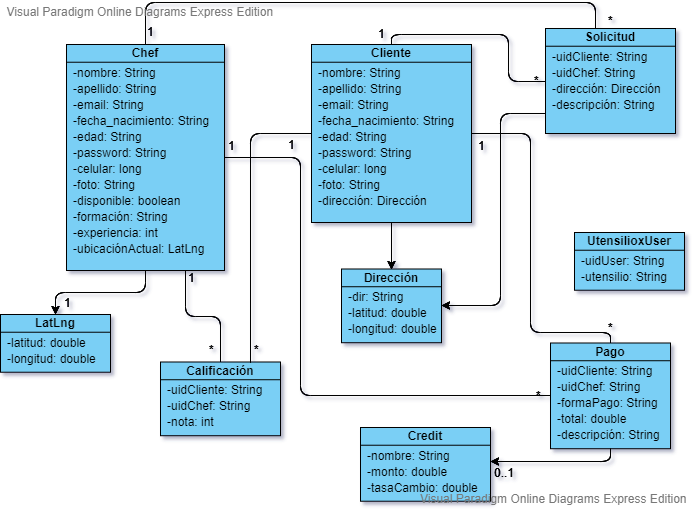 Visual Paradigm Online Diagrams Express Edition
Chef
-nombre: String
-apellido: String
-email: String
-fecha_nacimiento: String
-edad: String
-password: String
-celular: long
-foto: String
-disponible: boolean
-formación: String
-experiencia: int
-ubicaciónActual: LatLng
Cliente
-nombre: String
-apellido: String
-email: String
-fecha_nacimiento: String
-edad: String
-password: String
-celular: long
-foto: String
-dirección: Dirección
Solicitud
-uidCliente: String
-uidChef: String
-dirección: Dirección
-descripción: String
1
*
1
*
1
1
1
UtensilioxUser
-uidUser: String
-utensilio: String
Dirección
-dir: String
-latitud: double
-longitud: double
1
1
LatLng
-latitud: double
-longitud: double
*
*
*
Calificación
-uidCliente: String
-uidChef: String
-nota: int
*
Pago
-uidCliente: String
-uidChef: String
-formaPago: String
-total: double
-descripción: String
Credit
-nombre: String
-monto: double
-tasaCambio: double
0..1
Visual Paradigm Online Diagrams Express Edition